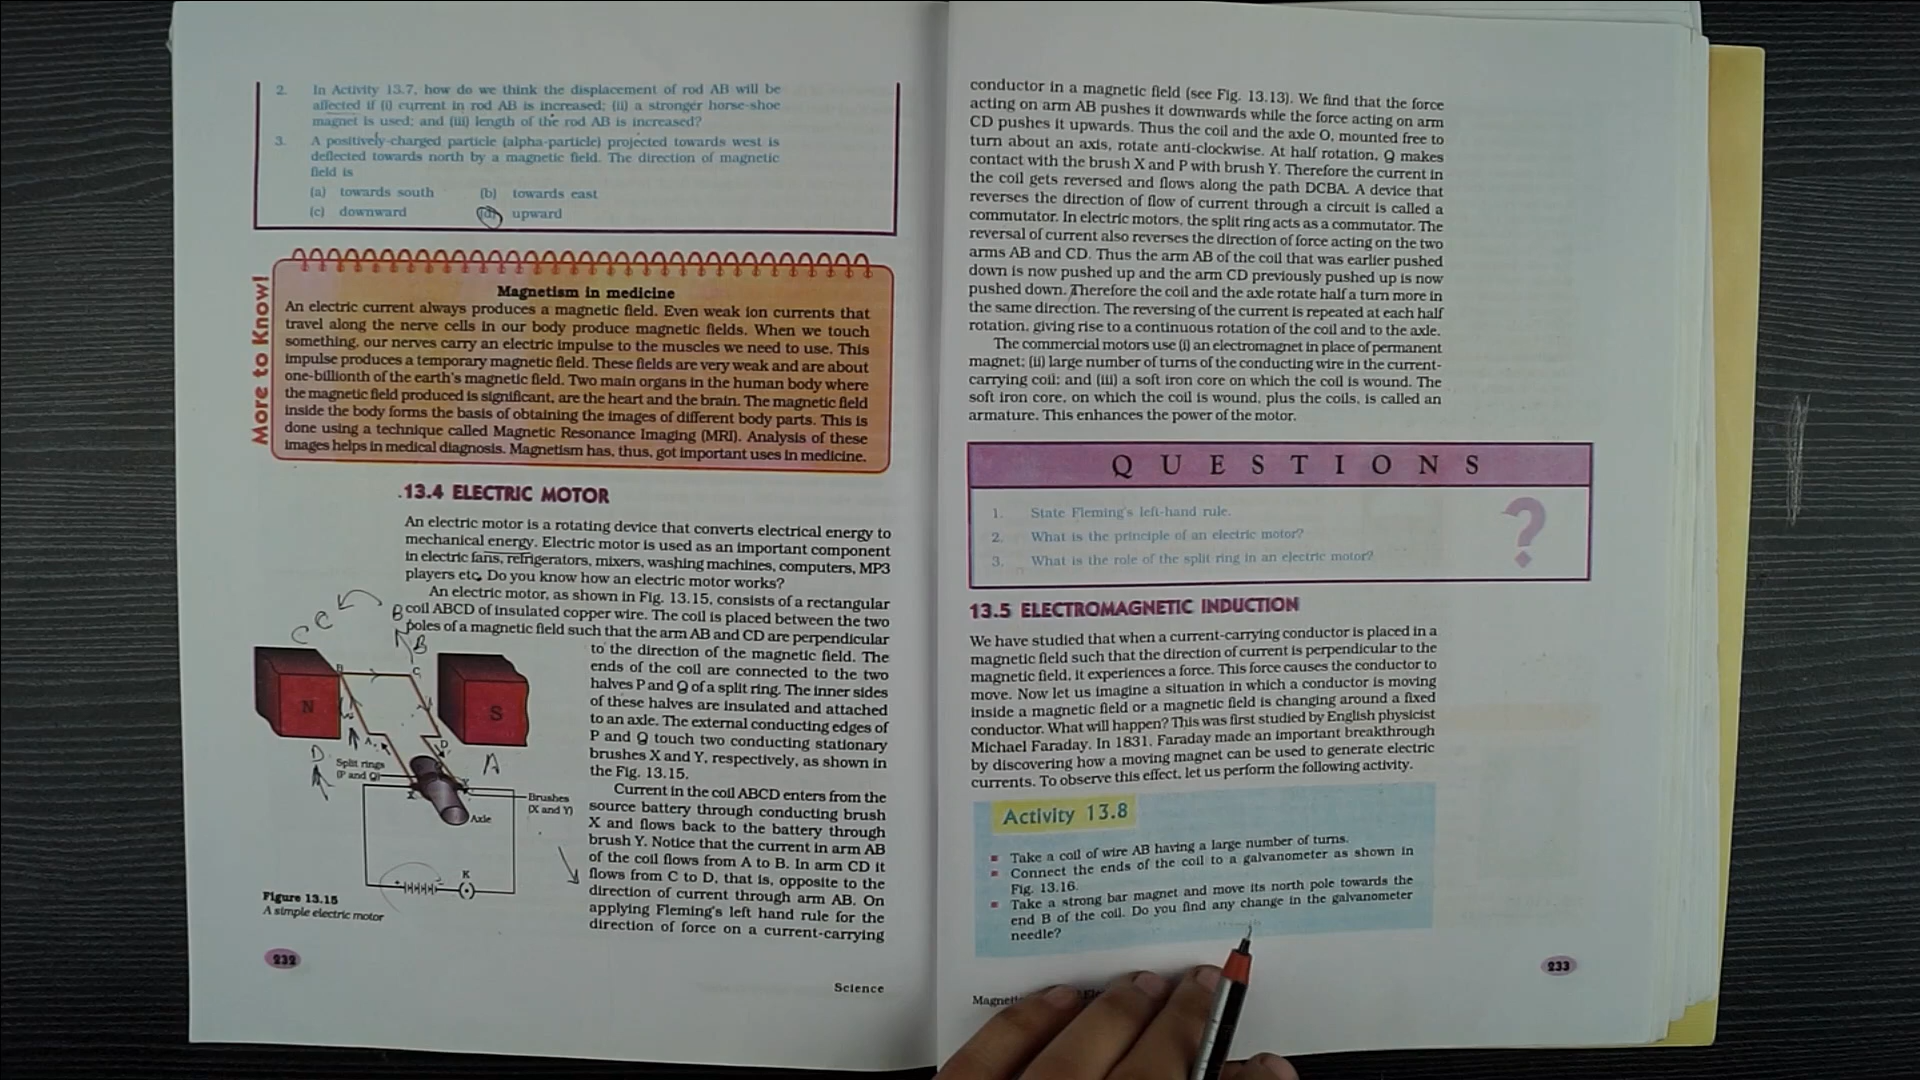 2. In Activity 13.7, how do we think the displacement of rod AB will be
affected if (i) current in rod AB is increased; (ii) a stronger horse-shoe
magnet is used; and (iii) length of the rod AB is increased?
3. A positively-charged particle (alpha-particle) projected towards west is
deflected towards north by a magnetic field. The direction of magnetic
field is
(a) towards south (b) towards east
(c) downward (d) upward
More to Know!
Magnetism in medicine
An electric current always produces a magnetic field. Even weak ion currents that
travel along the nerve cells in our body produce magnetic fields. When we touch
something, our nerves carry an electric impulse to the muscles we need to use. This
impulse produces a temporary magnetic field. These fields are very weak and are about
one-billionth of the earth's magnetic field. Two main organs in the human body where
the magnetic field produced is significant, are the heart and the brain. The magnetic field
inside the body forms the basis of obtaining the images of different body parts. This is
done using a technique called Magnetic Resonance Imaging (MRI). Analysis of these
images helps in medical diagnosis. Magnetism has, thus, got important uses in medicine.
13.4 ELECTRIC MOTOR
An electric motor is a rotating device that converts electrical energy to
mechanical energy. Electric motor is used as an important component
in electric fans, refrigerators, mixers, washing machines, computers, MP3
players etc. Do you know how an electric motor works?
An electric motor, as shown in Fig. 13.15, consists of a rectangular
coil ABCD of insulated copper wire. The coil is placed between the two
poles of a magnetic field such that the arm AB and CD are perpendicular
to the direction of the magnetic field. The
ends of the coil are connected to the two
halves P and Q of a split ring. The inner sides
of these halves are insulated and attached
to an axle. The external conducting edges of
P and Q touch two conducting stationary
brushes X and Y, respectively, as shown in
the Fig. 13.15.
Current in the coil ABCD enters from the
source battery through conducting brush
X and flows back to the battery through
brush Y. Notice that the current in arm AB
of the coil flows from A to B. In arm CD it
flows from C to D, that is, opposite to the
direction of current through arm AB. On
applying Fleming's left hand rule for the
direction of force on a current-carrying
C C B
B
B C
N S
A D
D A
Split rings
(P and Q)
X Y
Brushes
(X and Y)
Axle
K
+ -
Figure 13.15
A simple electric motor
232
Science
conductor in a magnetic field (see Fig. 13.13). We find that the force
acting on arm AB pushes it downwards while the force acting on arm
CD pushes it upwards. Thus the coil and the axle O, mounted free to
turn about an axis, rotate anti-clockwise. At half rotation, Q makes
contact with the brush X and P with brush Y. Therefore the current in
the coil gets reversed and flows along the path DCBA. A device that
reverses the direction of flow of current through a circuit is called a
commutator. In electric motors, the split ring acts as a commutator. The
reversal of current also reverses the direction of force acting on the two
arms AB and CD. Thus the arm AB of the coil that was earlier pushed
down is now pushed up and the arm CD previously pushed up is now
pushed down. Therefore the coil and the axle rotate half a turn more in
the same direction. The reversing of the current is repeated at each half
rotation, giving rise to a continuous rotation of the coil and to the axle.
The commercial motors use (i) an electromagnet in place of permanent
magnet; (ii) large number of turns of the conducting wire in the current-
carrying coil; and (iii) a soft iron core on which the coil is wound. The
soft iron core, on which the coil is wound, plus the coils, is called an
armature. This enhances the power of the motor.
QUESTIONS
?
1. State Fleming's left-hand rule.
2. What is the principle of an electric motor?
3. What is the role of the split ring in an electric motor?
13.5 ELECTROMAGNETIC INDUCTION
We have studied that when a current-carrying conductor is placed in a
magnetic field such that the direction of current is perpendicular to the
magnetic field, it experiences a force. This force causes the conductor to
move. Now let us imagine a situation in which a conductor is moving
inside a magnetic field or a magnetic field is changing around a fixed
conductor. What will happen? This was first studied by English physicist
Michael Faraday. In 1831, Faraday made an important breakthrough
by discovering how a moving magnet can be used to generate electric
currents. To observe this effect, let us perform the following activity.
Activity 13.8
Take a coil of wire AB having a large number of turns.
Connect the ends of the coil to a galvanometer as shown in
Fig. 13.16.
Take a strong bar magnet and move its north pole towards the
end B of the coil. Do you find any change in the galvanometer
needle?
233